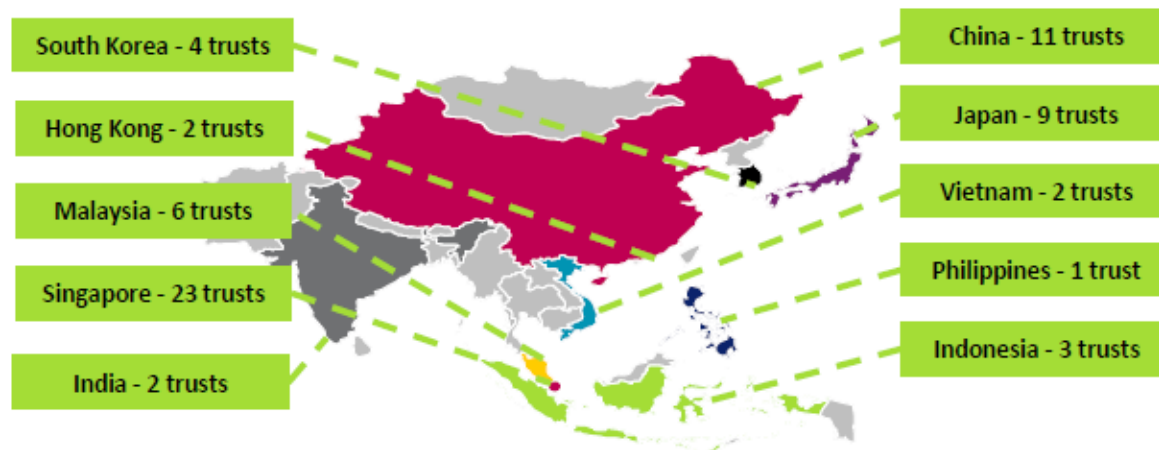 South Korea - 4 trusts
Hong Kong - 2 trusts
Malaysia - 6 trusts
Singapore - 23 trusts
India - 2 trusts
China - 11 trusts
Japan - 9 trusts
Vietnam - 2 trusts
Philippines - 1 trust
Indonesia - 3 trusts